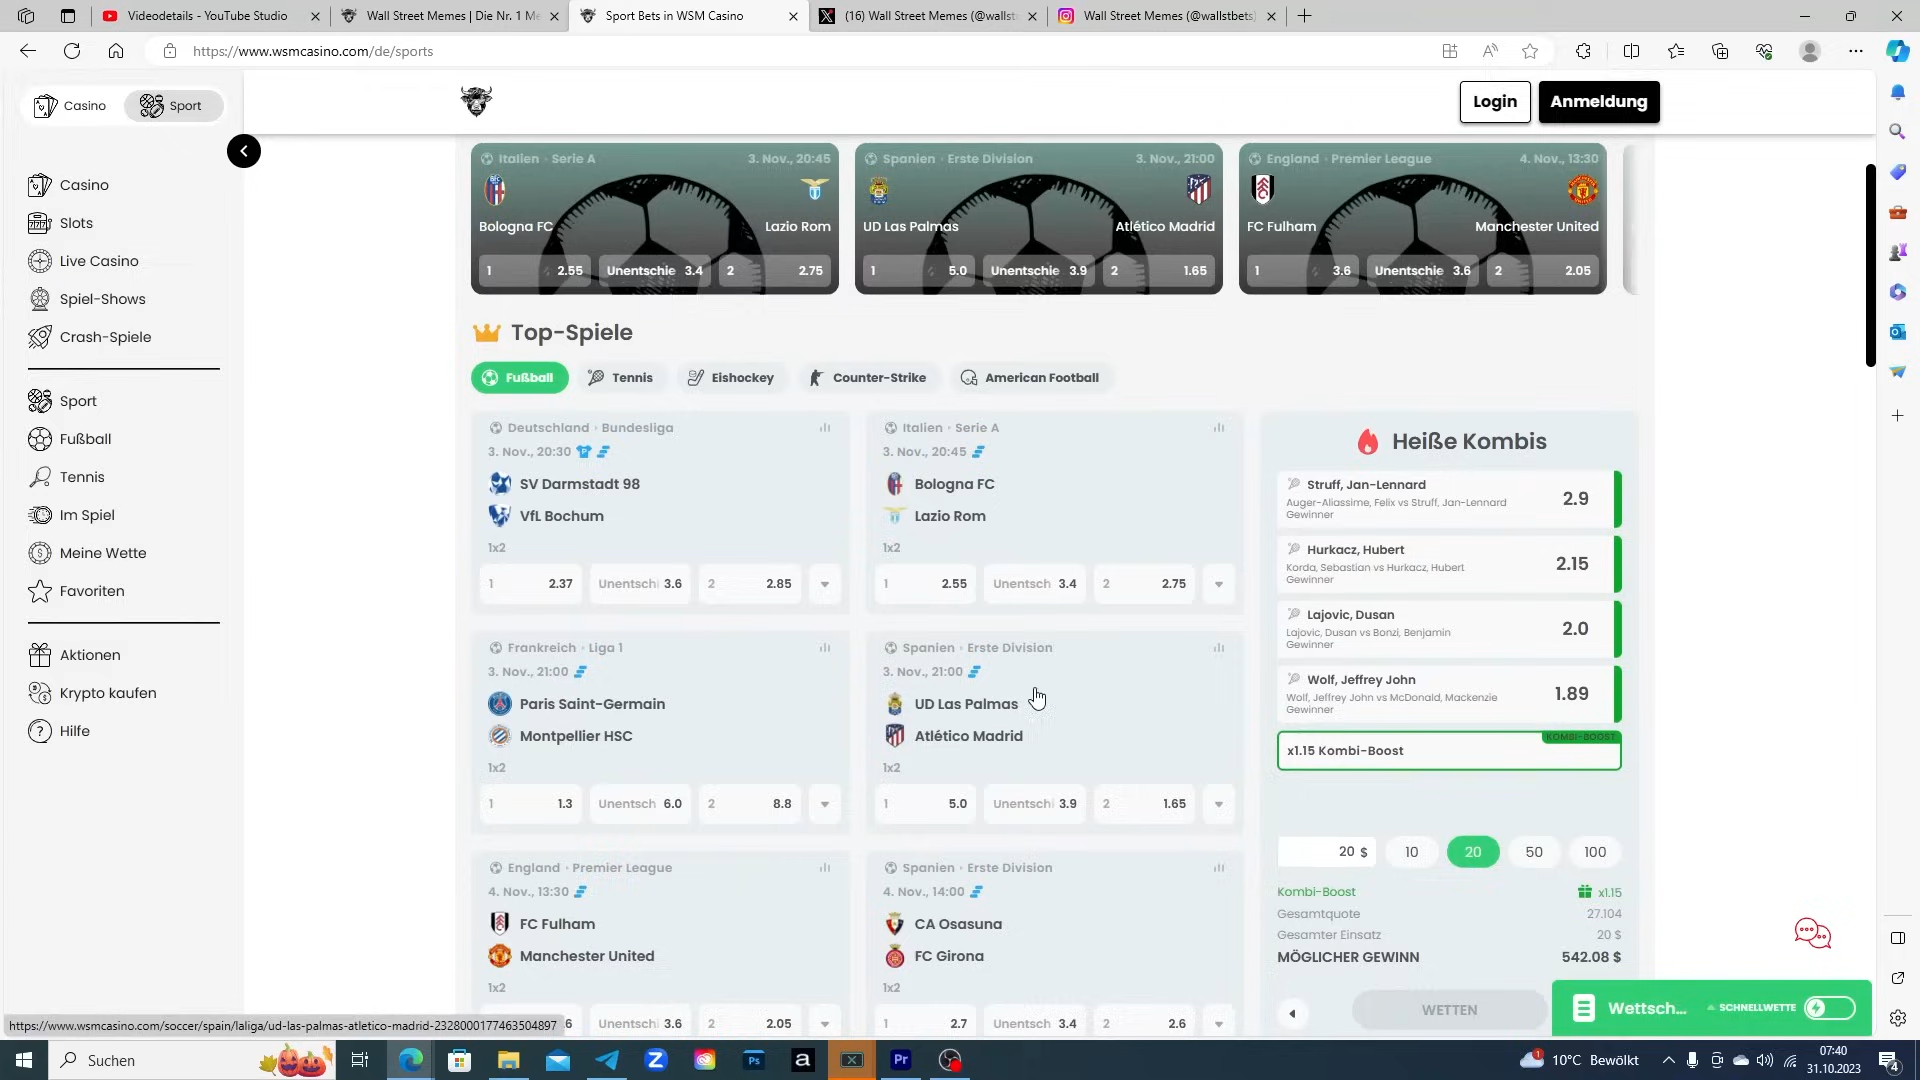 Videodetails - YouTube Studio
Wall Street Memes | Die Nr. 1 Me
Sport Bets in WSM Casino
(16) Wall Street Memes (@wallst
Wall Street Memes (@wallstbets)
https://www.wsmcasino.com/de/sports
Casino
Sport
Login
Anmeldung
Casino
Slots
Live Casino
Spiel-Shows
Crash-Spiele
Sport
Fußball
Tennis
Im Spiel
Meine Wette
Favoriten
Aktionen
Krypto kaufen
Hilfe
Italien · Serie A 3. Nov., 20:45
Bologna FC Lazio Rom
1 2.55 Unentschie 3.4 2 2.75
Spanien · Erste Division 3. Nov., 21:00
UD Las Palmas Atlético Madrid
1 5.0 Unentschie 3.9 2 1.65
England · Premier League 4. Nov., 13:30
FC Fulham Manchester United
1 3.6 Unentschie 3.6 2 2.05
Top-Spiele
Fußball Tennis Eishockey Counter-Strike American Football
Deutschland · Bundesliga
3. Nov., 20:30
SV Darmstadt 98
VfL Bochum
1x2
1 2.37 Unentschi 3.6 2 2.85
Italien · Serie A
3. Nov., 20:45
Bologna FC
Lazio Rom
1x2
1 2.55 Unentsch 3.4 2 2.75
Frankreich · Liga 1
3. Nov., 21:00
Paris Saint-Germain
Montpellier HSC
1x2
1 1.3 Unentsch 6.0 2 8.8
Spanien · Erste Division
3. Nov., 21:00
UD Las Palmas
Atlético Madrid
1x2
1 5.0 Unentschi 3.9 2 1.65
England · Premier League
4. Nov., 13:30
FC Fulham
Manchester United
1x2
.6 Unentsch 3.6 2 2.05
Spanien · Erste Division
4. Nov., 14:00
CA Osasuna
FC Girona
1x2
1 2.7 Unentsch 3.4 2 2.6
Heiße Kombis
Struff, Jan-Lennard
Auger-Aliassime, Felix vs Struff, Jan-Lennard
Gewinner
2.9
Hurkacz, Hubert
Korda, Sebastian vs Hurkacz, Hubert
Gewinner
2.15
Lajovic, Dusan
Lajovic, Dusan vs Bonzi, Benjamin
Gewinner
2.0
Wolf, Jeffrey John
Wolf, Jeffrey John vs McDonald, Mackenzie
Gewinner
1.89
KOMBI-BOOST
x1.15 Kombi-Boost
20 $ 10 20 50 100
Kombi-Boost x1.15
Gesamtquote 27.104
Gesamter Einsatz 20 $
MÖGLICHER GEWINN 542.08 $
WETTEN
Wettsch... SCHNELLWETTE
https://www.wsmcasino.com/soccer/spain/laliga/ud-las-palmas-atletico-madrid-2328000177463504897
Suchen
10°C Bewölkt
07:40
31.10.2023